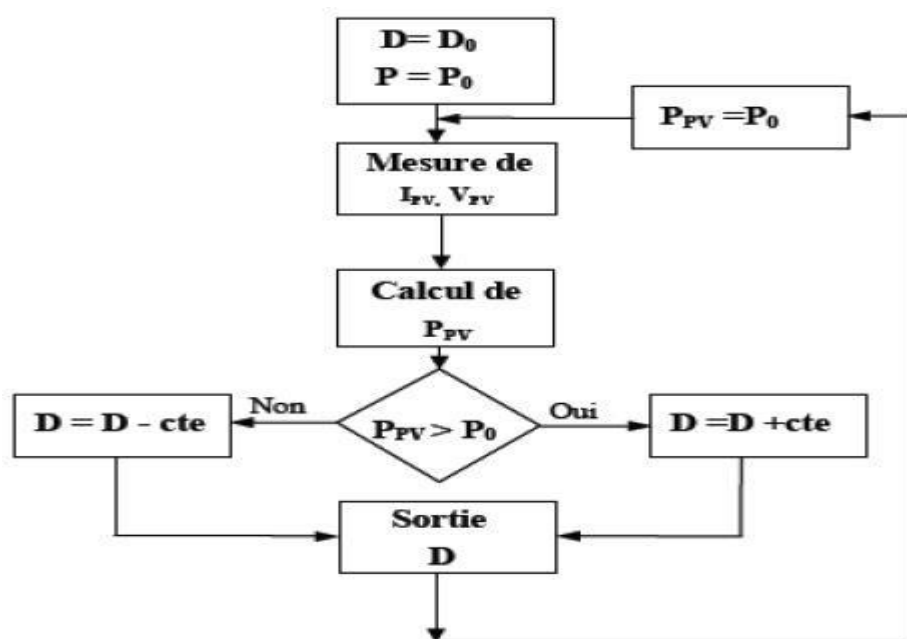 D= D₀
P = P₀
P_PV =P₀
Mesure de
I_PV, V_PV
Calcul de
P_PV
Non
Oui
D = D - cte
P_PV > P₀
D =D +cte
Sortie
D